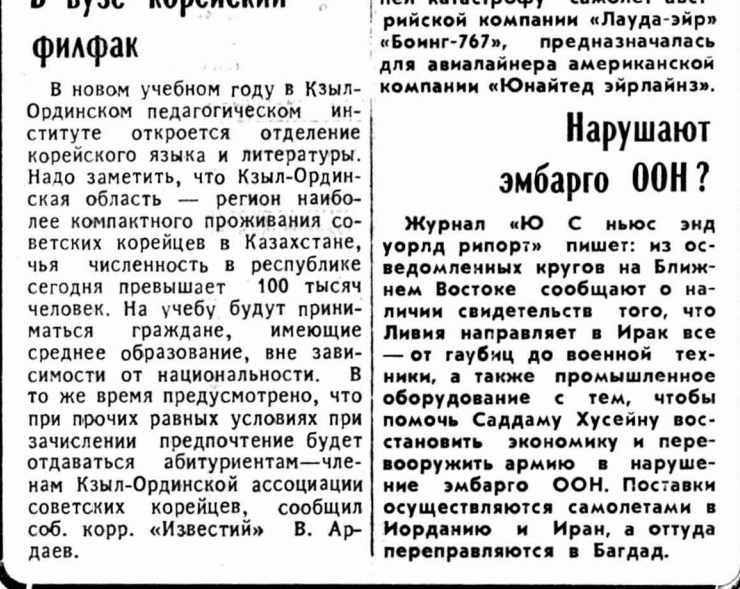 В вузе корейский
филфак
В новом учебном году в Кзыл-
Ординском педагогическом ин-
ституте откроется отделение
корейского языка и литературы.
Надо заметить, что Кзыл-Ордин-
ская область — регион наибо-
лее компактного проживания со-
ветских корейцев в Казахстане,
чья численность в республике
сегодня превышает 100 тысяч
человек. На учебу будут прини-
маться граждане, имеющие
среднее образование, вне зави-
симости от национальности. В
то же время предусмотрено, что
при прочих равных условиях при
зачислении предпочтение будет
отдаваться абитуриентам—чле-
нам Кзыл-Ординской ассоциации
советских корейцев, сообщил
соб. корр. «Известий» В. Ар-
даев.
катастрофу самолет авст-
рийской компании «Лауда-эйр»
«Боинг-767», предназначалась
для авиалайнера американской
компании «Юнайтед эйрлайнз».
Нарушают
эмбарго ООН?
Журнал «Ю С ньюс энд
уорлд рипорт» пишет: из ос-
ведомленных кругов на Ближ-
нем Востоке сообщают о на-
личии свидетельств того, что
Ливия направляет в Ирак все
— от гаубиц до военной тех-
ники, а также промышленное
оборудование с тем, чтобы
помочь Саддаму Хусейну вос-
становить экономику и пере-
вооружить армию в наруше-
ние эмбарго ООН. Поставки
осуществляются самолетами в
Иорданию и Иран, а оттуда
переправляются в Багдад.